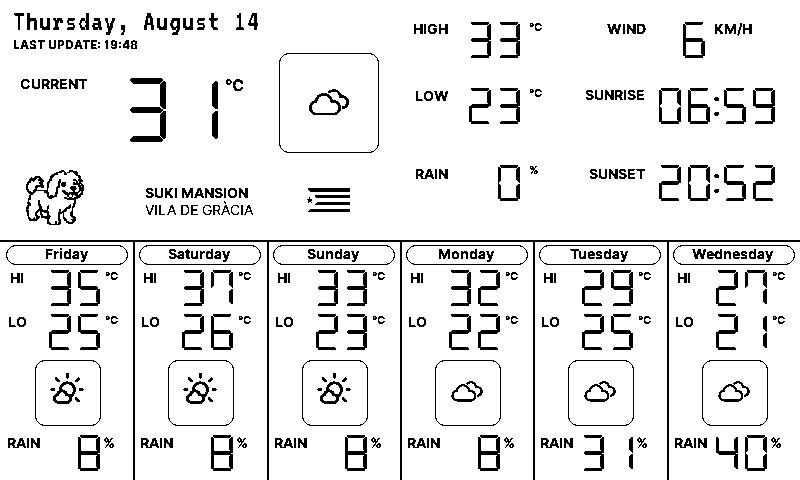 Thursday, August 14
LAST UPDATE: 19:48
CURRENT 31 °C
HIGH 33 °C
WIND 6 KM/H
LOW 23 °C
SUNRISE 06:59
RAIN 0 %
SUNSET 20:52
SUKI MANSION
VILA DE GRÀCIA
Friday
HI 35 °C
LO 25 °C
RAIN 8 %
Saturday
HI 37 °C
LO 26 °C
RAIN 8 %
Sunday
HI 33 °C
LO 23 °C
RAIN 8 %
Monday
HI 32 °C
LO 22 °C
RAIN 8 %
Tuesday
HI 29 °C
LO 25 °C
RAIN 31 %
Wednesday
HI 27 °C
LO 21 °C
RAIN 40 %